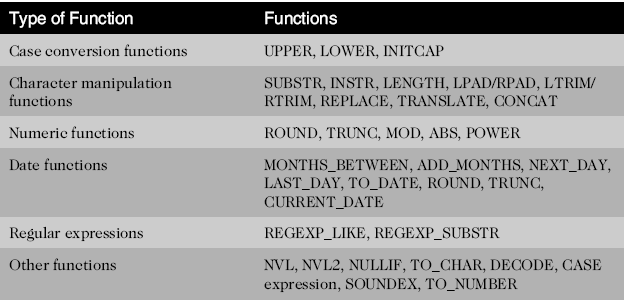 Type of Function Functions
Case conversion functions UPPER, LOWER, INITCAP
Character manipulation SUBSTR, INSTR, LENGTH, LPAD/RPAD, LTRIM/
functions RTRIM, REPLACE, TRANSLATE, CONCAT
Numeric functions ROUND, TRUNC, MOD, ABS, POWER
Date functions MONTHS_BETWEEN, ADD_MONTHS, NEXT_DAY,
LAST_DAY, TO_DATE, ROUND, TRUNC,
CURRENT_DATE
Regular expressions REGEXP_LIKE, REGEXP_SUBSTR
Other functions NVL, NVL2, NULLIF, TO_CHAR, DECODE, CASE
expression, SOUNDEX, TO_NUMBER